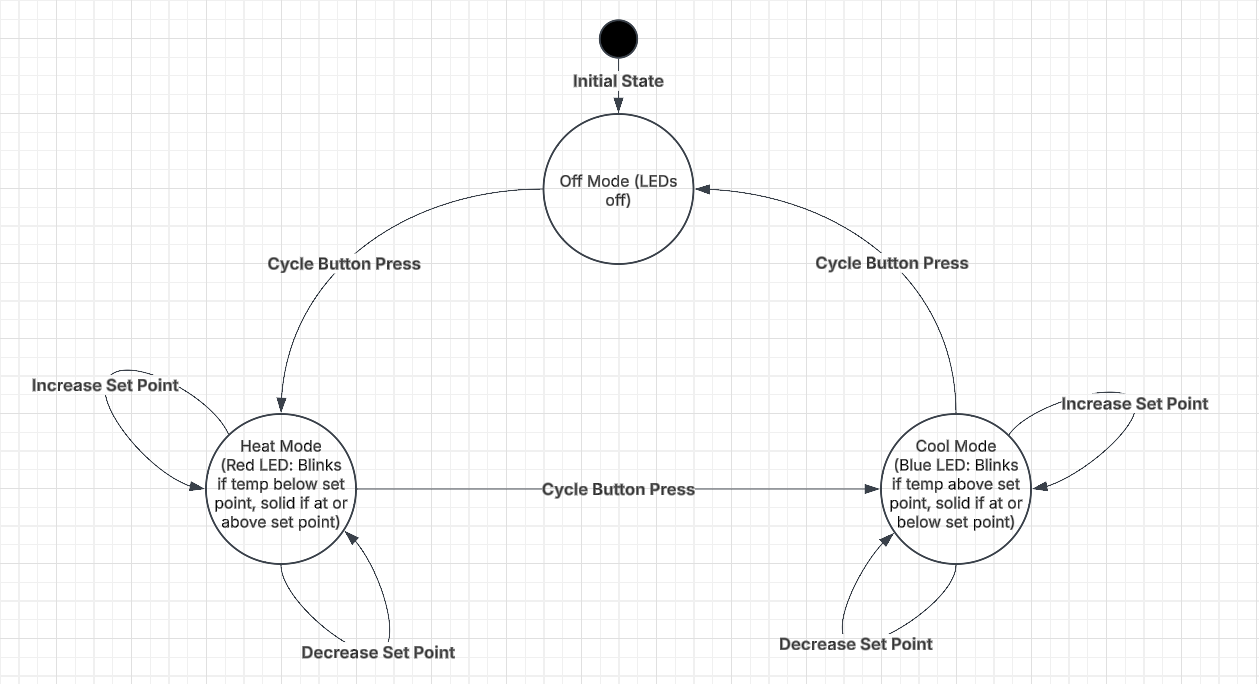 Initial State
Off Mode (LEDs
off)
Cycle Button Press
Cycle Button Press
Increase Set Point
Increase Set Point
Heat Mode
(Red LED: Blinks
if temp below set
point, solid if at or
above set point)
Cycle Button Press
Cool Mode
(Blue LED: Blinks
if temp above set
point, solid if at or
below set point)
Decrease Set Point
Decrease Set Point